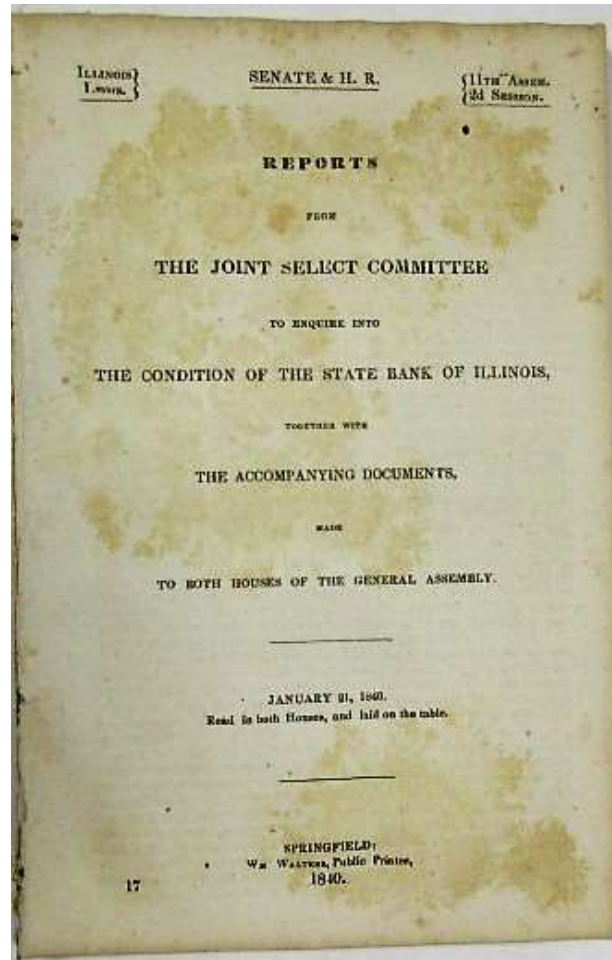 ILLINOIS}
LEGIS. }
SENATE & H. R.
{11TH ASSEM.
{2d SESSION.
REPORTS
FROM
THE JOINT SELECT COMMITTEE
TO ENQUIRE INTO
THE CONDITION OF THE STATE BANK OF ILLINOIS,
TOGETHER WITH
THE ACCOMPANYING DOCUMENTS,
MADE
TO BOTH HOUSES OF THE GENERAL ASSEMBLY.
JANUARY 21, 1840.
Read in both Houses, and laid on the table.
SPRINGFIELD:
WM WALTERS, Public Printer,
1840.
17